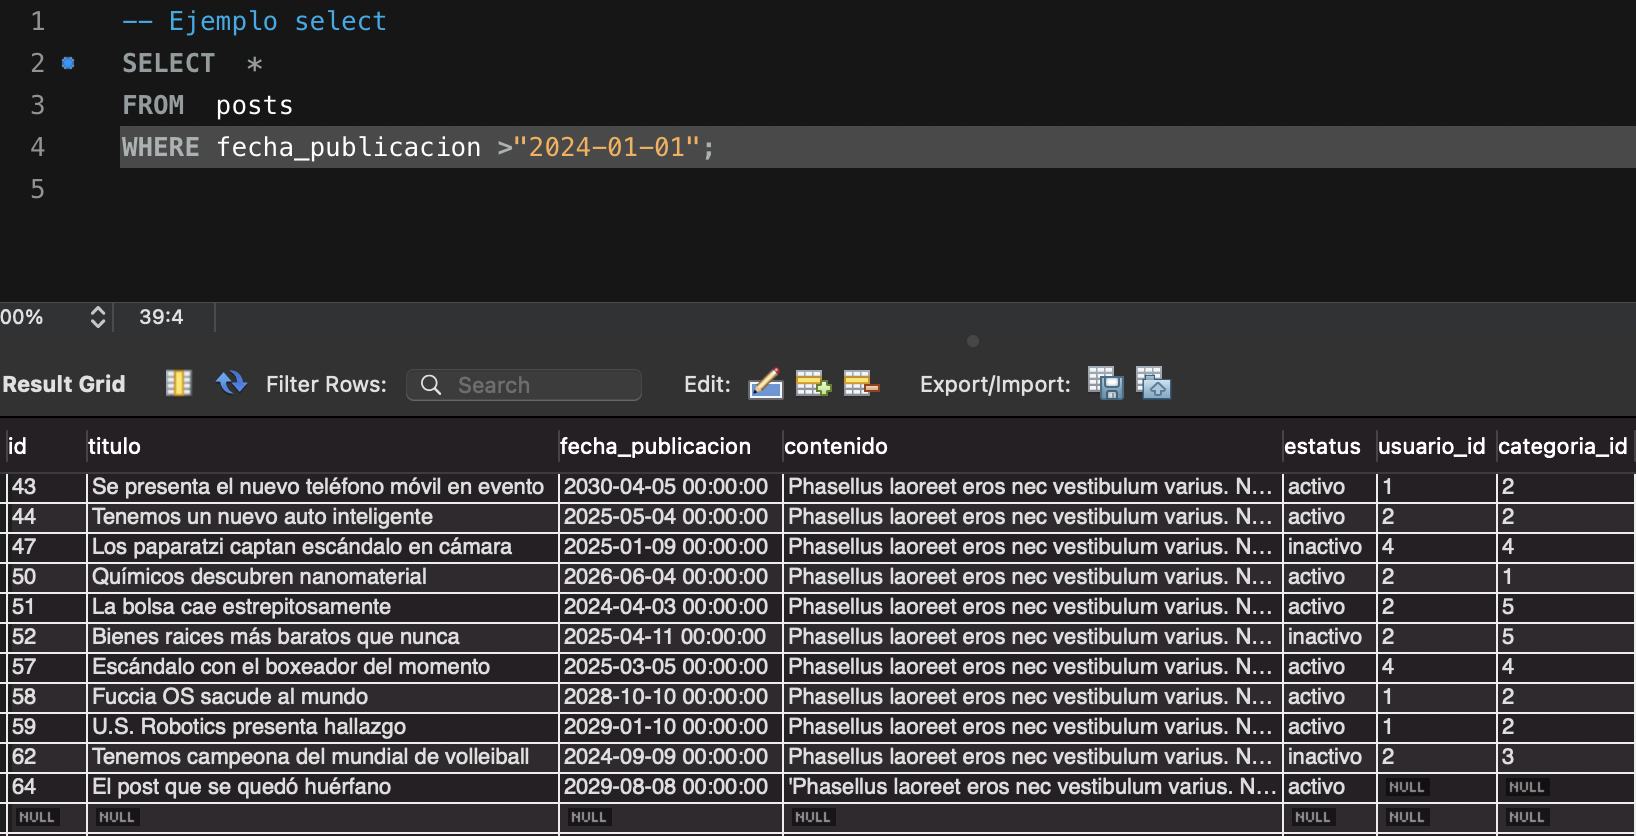 1 -- Ejemplo select
2 SELECT *
3 FROM posts
4 WHERE fecha_publicacion >"2024-01-01";
5
00% 39:4
Result Grid Filter Rows: Search Edit: Export/Import:
id titulo fecha_publicacion contenido estatus usuario_id categoria_id
43 Se presenta el nuevo teléfono móvil en evento 2030-04-05 00:00:00 Phasellus laoreet eros nec vestibulum varius. N... activo 1 2
44 Tenemos un nuevo auto inteligente 2025-05-04 00:00:00 Phasellus laoreet eros nec vestibulum varius. N... activo 2 2
47 Los paparatzi captan escándalo en cámara 2025-01-09 00:00:00 Phasellus laoreet eros nec vestibulum varius. N... inactivo 4 4
50 Químicos descubren nanomaterial 2026-06-04 00:00:00 Phasellus laoreet eros nec vestibulum varius. N... activo 2 1
51 La bolsa cae estrepitosamente 2024-04-03 00:00:00 Phasellus laoreet eros nec vestibulum varius. N... activo 2 5
52 Bienes raices más baratos que nunca 2025-04-11 00:00:00 Phasellus laoreet eros nec vestibulum varius. N... inactivo 2 5
57 Escándalo con el boxeador del momento 2025-03-05 00:00:00 Phasellus laoreet eros nec vestibulum varius. N... activo 4 4
58 Fuccia OS sacude al mundo 2028-10-10 00:00:00 Phasellus laoreet eros nec vestibulum varius. N... activo 1 2
59 U.S. Robotics presenta hallazgo 2029-01-10 00:00:00 Phasellus laoreet eros nec vestibulum varius. N... activo 1 2
62 Tenemos campeona del mundial de volleiball 2024-09-09 00:00:00 Phasellus laoreet eros nec vestibulum varius. N... inactivo 2 3
64 El post que se quedó huérfano 2029-08-08 00:00:00 'Phasellus laoreet eros nec vestibulum varius. N... activo NULL NULL
NULL NULL NULL NULL NULL NULL NULL